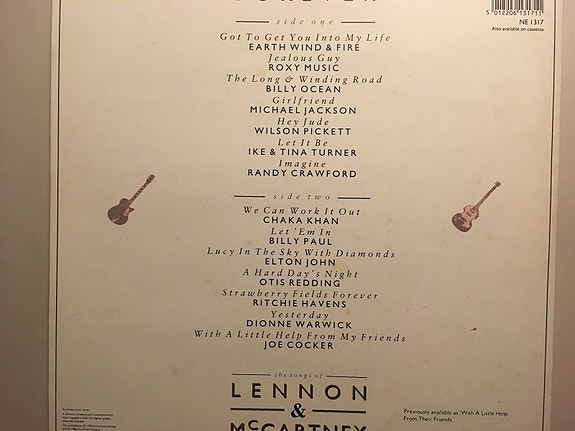 FOREVER
5 012206 131711
NE 1317
Also available on cassette
side one
Got To Get You Into My Life
EARTH WIND & FIRE
Jealous Guy
ROXY MUSIC
The Long & Winding Road
BILLY OCEAN
Girlfriend
MICHAEL JACKSON
Hey Jude
WILSON PICKETT
Let It Be
IKE & TINA TURNER
Imagine
RANDY CRAWFORD
side two
We Can Work It Out
CHAKA KHAN
Let 'Em In
BILLY PAUL
Lucy In The Sky With Diamonds
ELTON JOHN
A Hard Day's Night
OTIS REDDING
Strawberry Fields Forever
RITCHIE HAVENS
Yesterday
DIONNE WARWICK
With A Little Help From My Friends
JOE COCKER
the songs of
LENNON
&
McCARTNEY
Previously available as 'With A Little Help
From Their Friends'